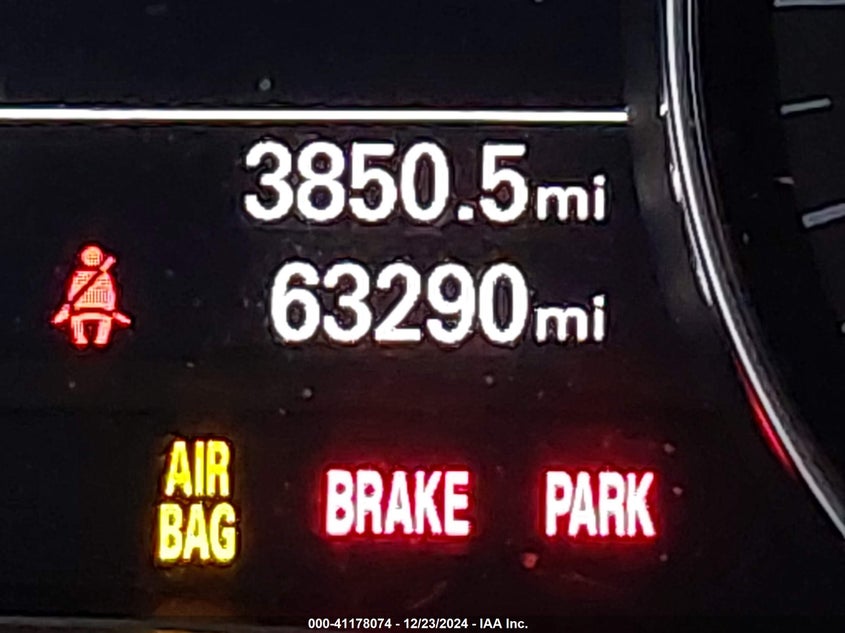 3850.5mi
63290mi
AIR
BAG
BRAKE
PARK
000-41178074 - 12/23/2024 - IAA Inc.